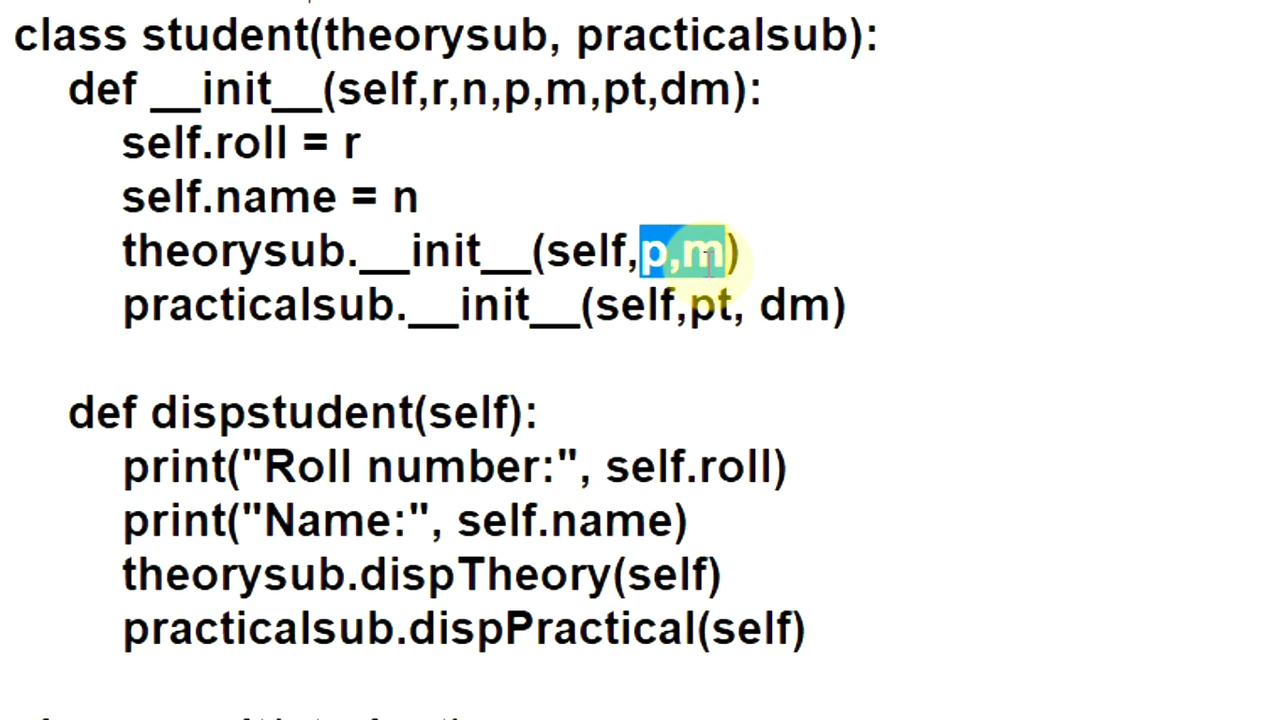 class student(theorysub, practicalsub):
def __init__(self,r,n,p,m,pt,dm):
self.roll = r
self.name = n
theorysub.__init__(self,p,m)
practicalsub.__init__(self,pt, dm)
def dispstudent(self):
print("Roll number:", self.roll)
print("Name:", self.name)
theorysub.dispTheory(self)
practicalsub.dispPractical(self)